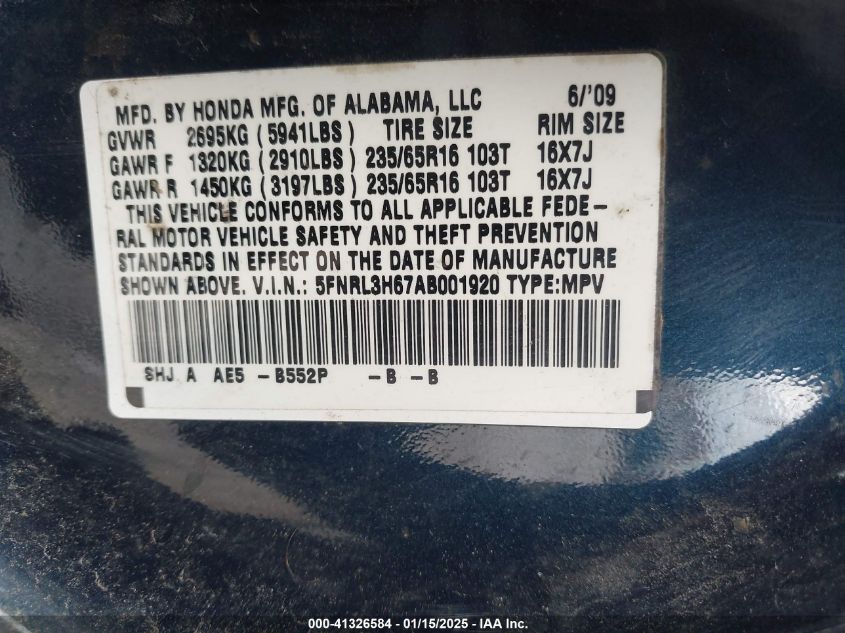 MFD. BY HONDA MFG. OF ALABAMA, LLC 6/'09
GVWR 2695KG (5941LBS) TIRE SIZE RIM SIZE
GAWR F 1320KG (2910LBS) 235/65R16 103T 16X7J
GAWR R 1450KG (3197LBS) 235/65R16 103T 16X7J
THIS VEHICLE CONFORMS TO ALL APPLICABLE FEDE-
RAL MOTOR VEHICLE SAFETY AND THEFT PREVENTION
STANDARDS IN EFFECT ON THE DATE OF MANUFACTURE
SHOWN ABOVE. V.I.N.: 5FNRL3H67AB001920 TYPE:MPV
SHJ A AE5 -B552P -B -B
000-41326584 - 01/15/2025 - IAA Inc.